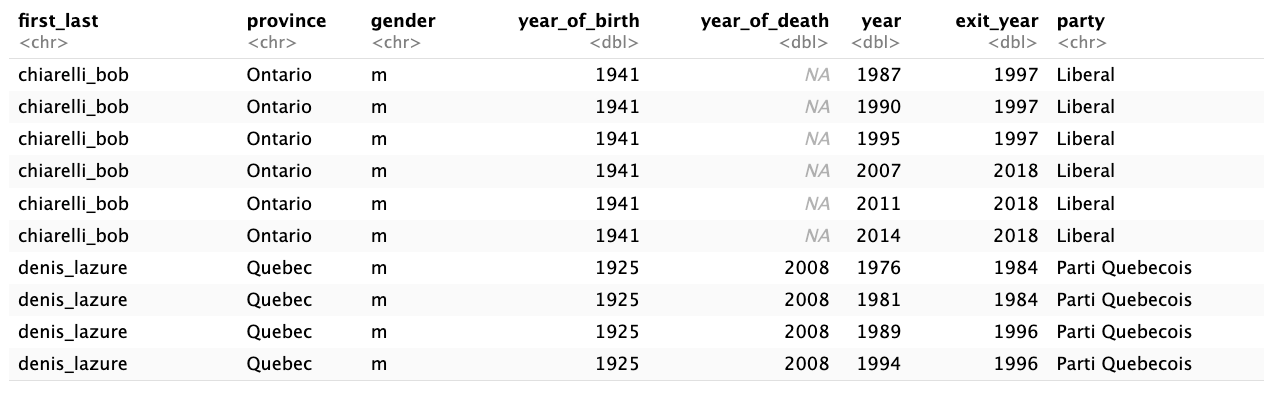 first_last province gender year_of_birth year_of_death year exit_year party
<chr> <chr> <chr> <dbl> <dbl> <dbl> <dbl> <chr>
chiarelli_bob Ontario m 1941 NA 1987 1997 Liberal
chiarelli_bob Ontario m 1941 NA 1990 1997 Liberal
chiarelli_bob Ontario m 1941 NA 1995 1997 Liberal
chiarelli_bob Ontario m 1941 NA 2007 2018 Liberal
chiarelli_bob Ontario m 1941 NA 2011 2018 Liberal
chiarelli_bob Ontario m 1941 NA 2014 2018 Liberal
denis_lazure Quebec m 1925 2008 1976 1984 Parti Quebecois
denis_lazure Quebec m 1925 2008 1981 1984 Parti Quebecois
denis_lazure Quebec m 1925 2008 1989 1996 Parti Quebecois
denis_lazure Quebec m 1925 2008 1994 1996 Parti Quebecois